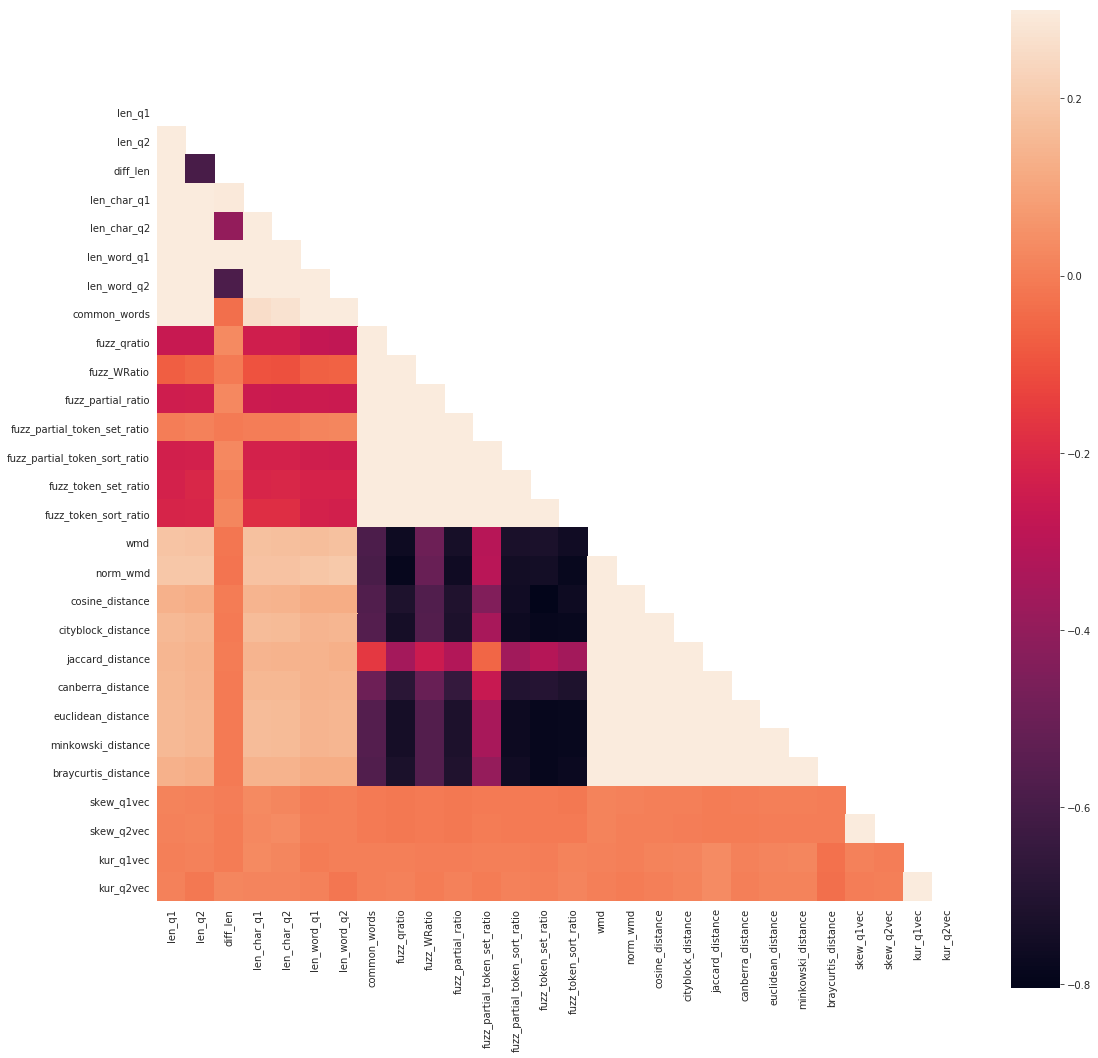 len_q1
len_q2
diff_len
len_char_q1
len_char_q2
len_word_q1
len_word_q2
common_words
fuzz_qratio
fuzz_WRatio
fuzz_partial_ratio
fuzz_partial_token_set_ratio
fuzz_partial_token_sort_ratio
fuzz_token_set_ratio
fuzz_token_sort_ratio
wmd
norm_wmd
cosine_distance
cityblock_distance
jaccard_distance
canberra_distance
euclidean_distance
minkowski_distance
braycurtis_distance
skew_q1vec
skew_q2vec
kur_q1vec
kur_q2vec
len_q1
len_q2
diff_len
len_char_q1
len_char_q2
len_word_q1
len_word_q2
common_words
fuzz_qratio
fuzz_WRatio
fuzz_partial_ratio
fuzz_partial_token_set_ratio
fuzz_partial_token_sort_ratio
fuzz_token_set_ratio
fuzz_token_sort_ratio
wmd
norm_wmd
cosine_distance
cityblock_distance
jaccard_distance
canberra_distance
euclidean_distance
minkowski_distance
braycurtis_distance
skew_q1vec
skew_q2vec
kur_q1vec
kur_q2vec
0.2
0.0
−0.2
−0.4
−0.6
−0.8